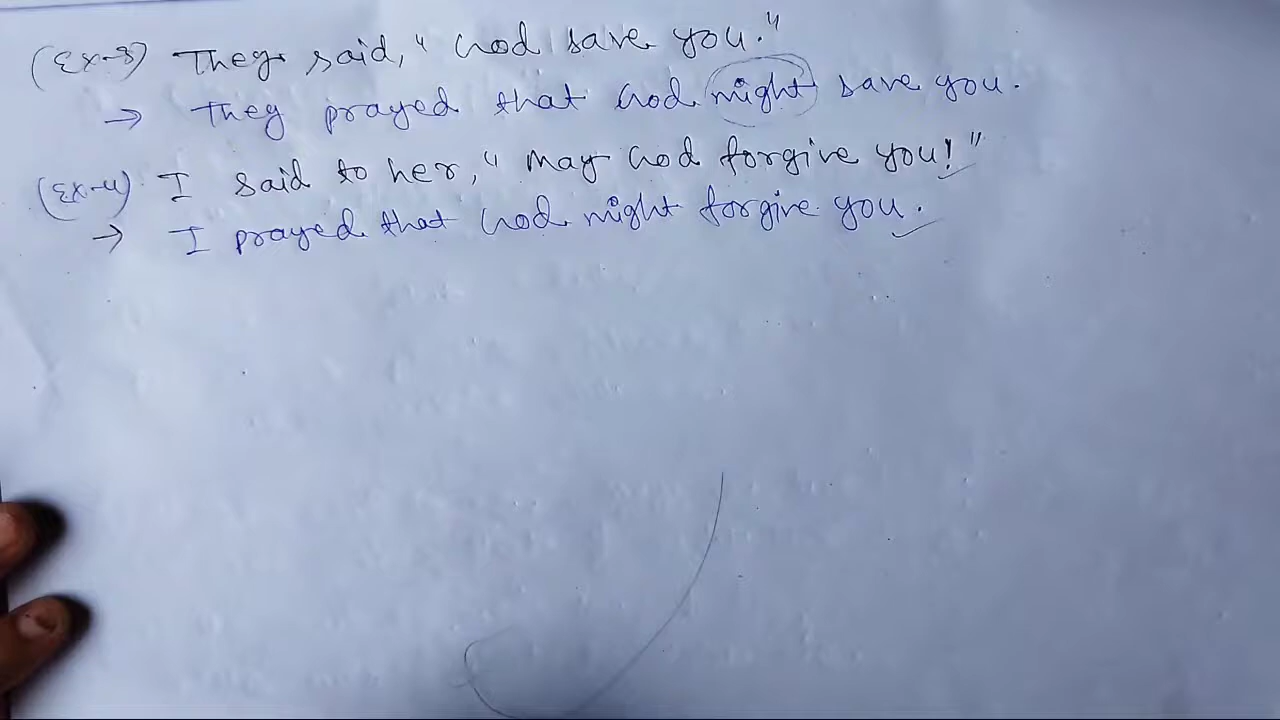 (Ex-3) They said, "God save you."
→ They prayed that God might save you.
(Ex-4) I said to her, "May God forgive you!"
→ I prayed that God might forgive you.